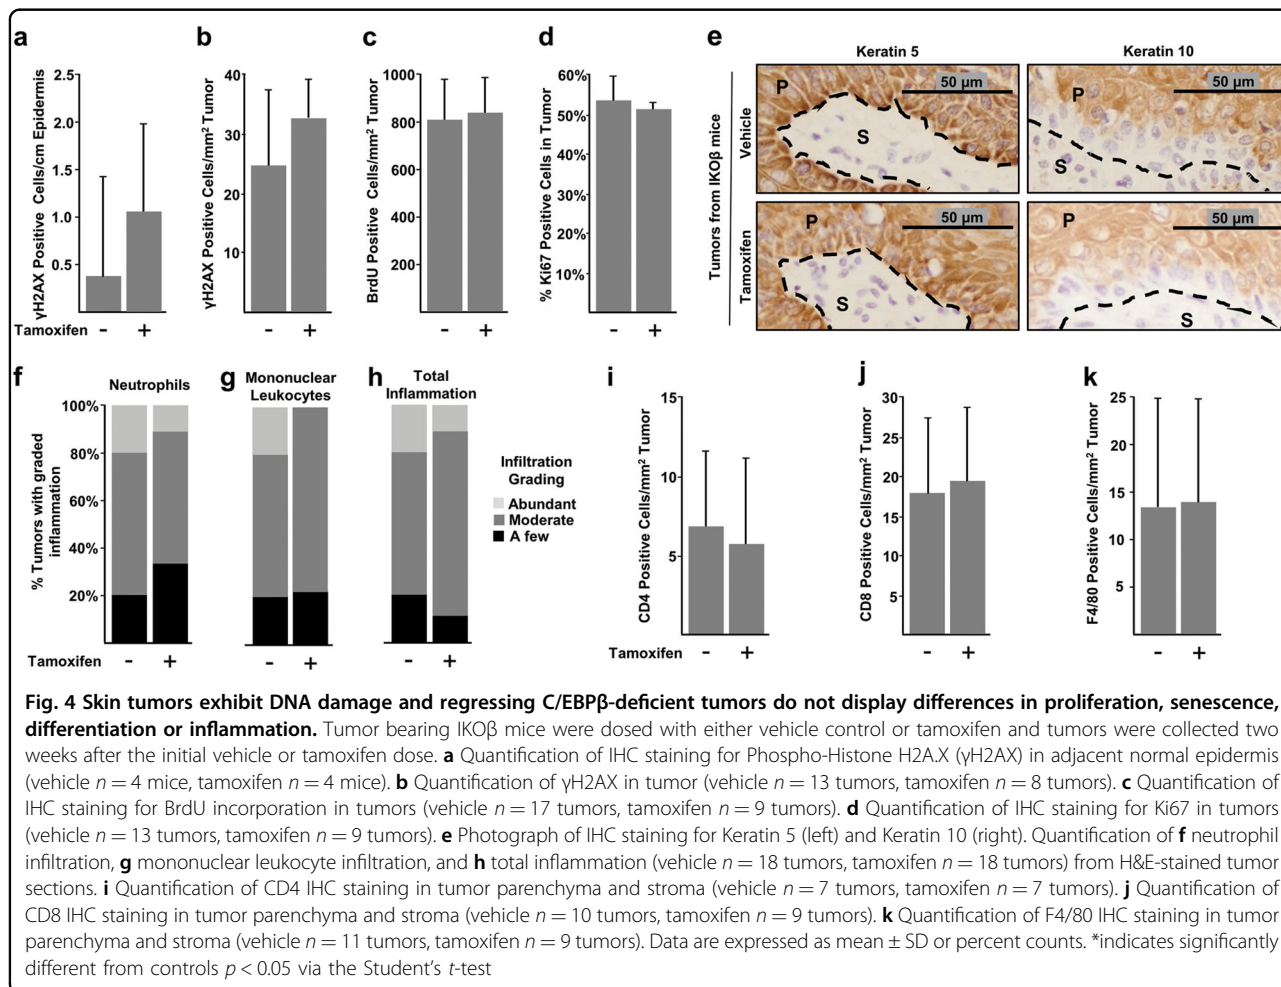 a
b
c
d
e
γH2AX Positive Cells/cm Epidermis
2.5
2.0
1.5
1.0
0.5
Tamoxifen - +
γH2AX Positive Cells/mm² Tumor
40
30
20
10
- +
BrdU Positive Cells/mm² Tumor
1000
800
600
400
200
- +
% Ki67 Positive Cells in Tumor
60%
50%
40%
30%
20%
10%
- +
Keratin 5
Keratin 10
Tumors from IKOβ mice
Vehicle
Tamoxifen
P
50 µm
S
P
50 µm
S
P
50 µm
S
P
50 µm
S
f
g
h
i
j
k
Neutrophils
% Tumors with graded
inflammation
100%
80%
60%
40%
20%
Tamoxifen - +
Mononuclear
Leukocytes
- +
Total
Inflammation
- +
Infiltration
Grading
Abundant
Moderate
A few
CD4 Positive Cells/mm² Tumor
15
10
5
Tamoxifen - +
CD8 Positive Cells/mm² Tumor
30
25
20
15
10
5
- +
F4/80 Positive Cells/mm² Tumor
25
20
15
10
5
- +
Fig. 4 Skin tumors exhibit DNA damage and regressing C/EBPβ-deficient tumors do not display differences in proliferation, senescence,
differentiation or inflammation. Tumor bearing IKOβ mice were dosed with either vehicle control or tamoxifen and tumors were collected two
weeks after the initial vehicle or tamoxifen dose. a Quantification of IHC staining for Phospho-Histone H2A.X (γH2AX) in adjacent normal epidermis
(vehicle n = 4 mice, tamoxifen n = 4 mice). b Quantification of γH2AX in tumor (vehicle n = 13 tumors, tamoxifen n = 8 tumors). c Quantification of
IHC staining for BrdU incorporation in tumors (vehicle n = 17 tumors, tamoxifen n = 9 tumors). d Quantification of IHC staining for Ki67 in tumors
(vehicle n = 13 tumors, tamoxifen n = 9 tumors). e Photograph of IHC staining for Keratin 5 (left) and Keratin 10 (right). Quantification of f neutrophil
infiltration, g mononuclear leukocyte infiltration, and h total inflammation (vehicle n = 18 tumors, tamoxifen n = 18 tumors) from H&E-stained tumor
sections. i Quantification of CD4 IHC staining in tumor parenchyma and stroma (vehicle n = 7 tumors, tamoxifen n = 7 tumors). j Quantification of
CD8 IHC staining in tumor parenchyma and stroma (vehicle n = 10 tumors, tamoxifen n = 9 tumors). k Quantification of F4/80 IHC staining in tumor
parenchyma and stroma (vehicle n = 11 tumors, tamoxifen n = 9 tumors). Data are expressed as mean ± SD or percent counts. *indicates significantly
different from controls p < 0.05 via the Student's t-test